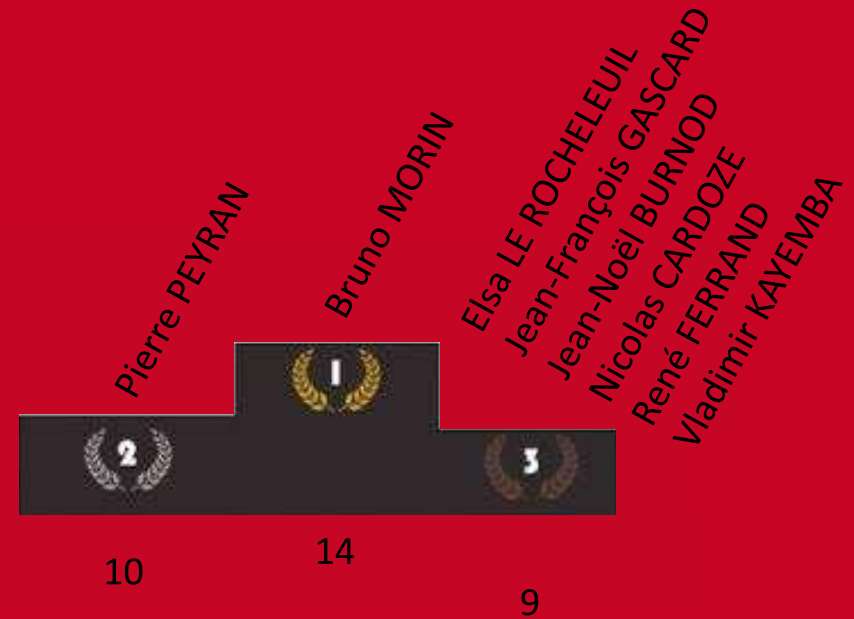 Pierre PEYRAN
Bruno MORIN
Elsa LE ROCHELEUIL
Jean-François GASCARD
Jean-Noël BURNOD
Nicolas CARDOZE
René FERRAND
Vladimir KAYEMBA
2
1
3
10
14
9